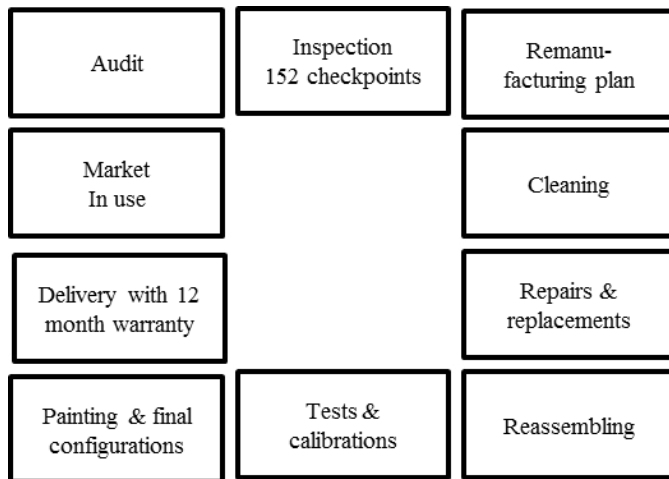 Audit
Inspection
152 checkpoints
Remanu-
facturing plan
Market
In use
Cleaning
Delivery with 12
month warranty
Repairs &
replacements
Painting & final
configurations
Tests &
calibrations
Reassembling